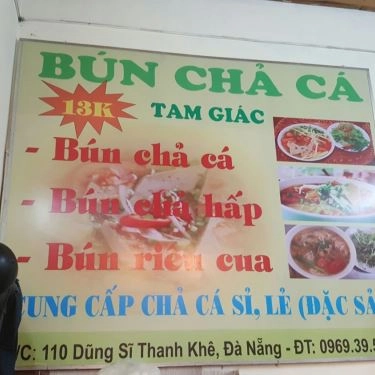 BÚN CHẢ CÁ
13K
TAM GIÁC
- Bún chả cá
- Bún chả hấp
- Bún riêu cua
CUNG CẤP CHẢ CÁ SỈ, LẺ (ĐẶC SẢ
/C: 110 Dũng Sĩ Thanh Khê, Đà Nẵng - ĐT: 0969.39.5